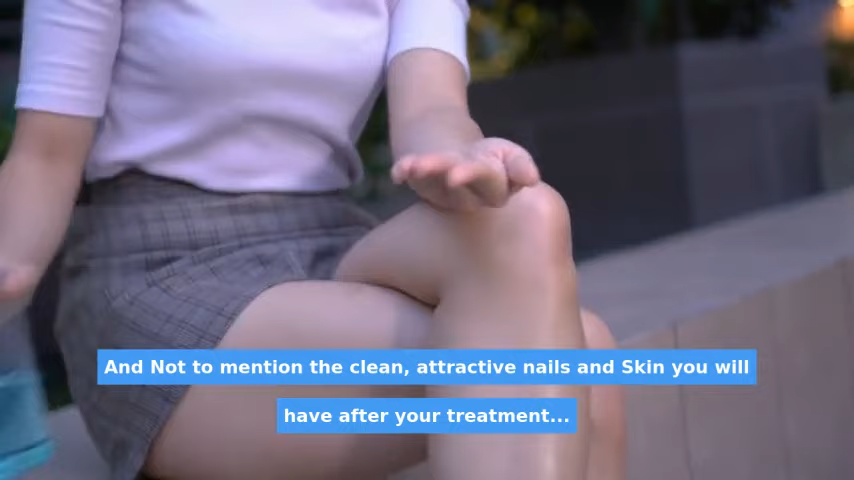 And Not to mention the clean, attractive nails and Skin you will
have after your treatment...